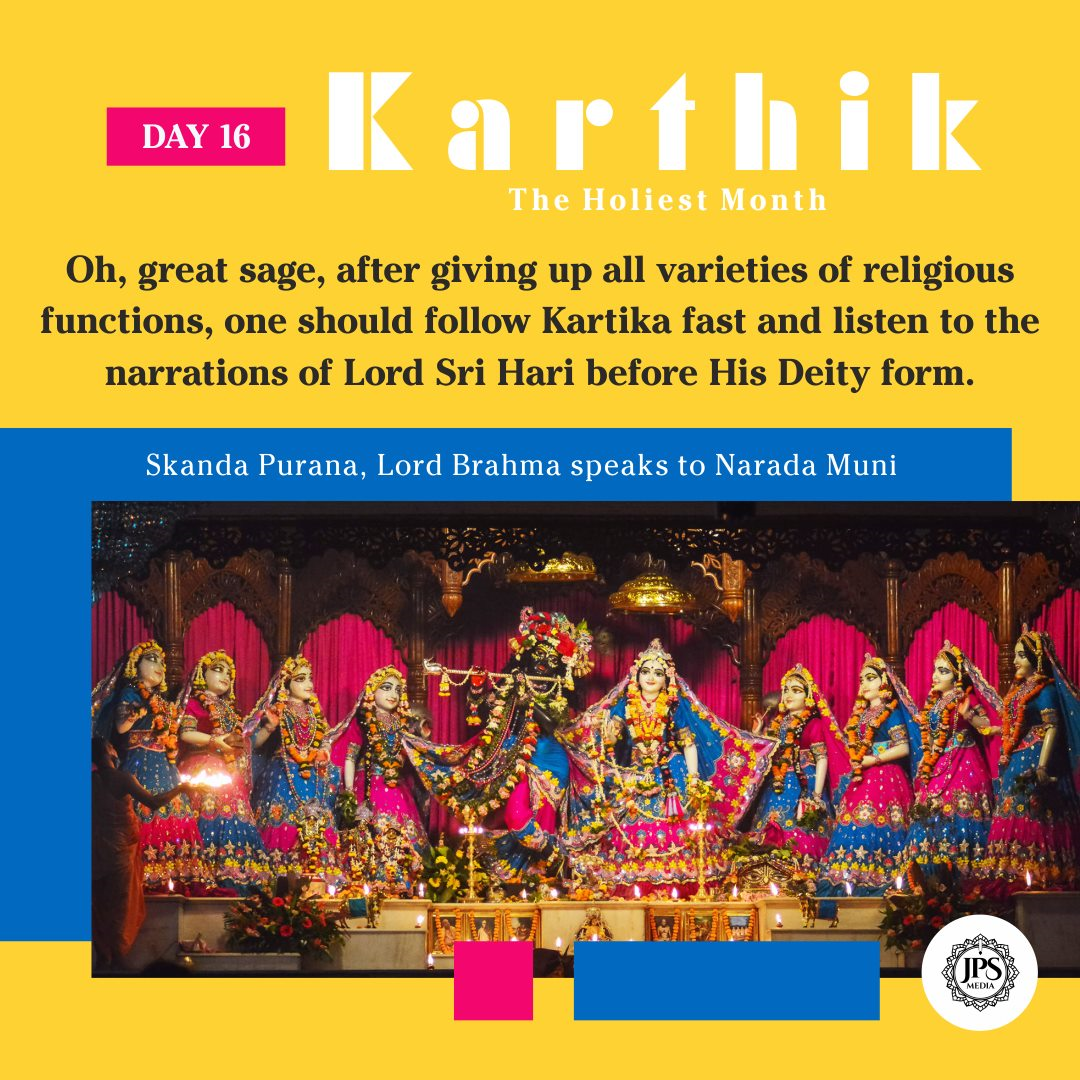 DAY 16
Karthik
The Holiest Month
Oh, great sage, after giving up all varieties of religious
functions, one should follow Kartika fast and listen to the
narrations of Lord Sri Hari before His Deity form.
Skanda Purana, Lord Brahma speaks to Narada Muni
JPS
MEDIA